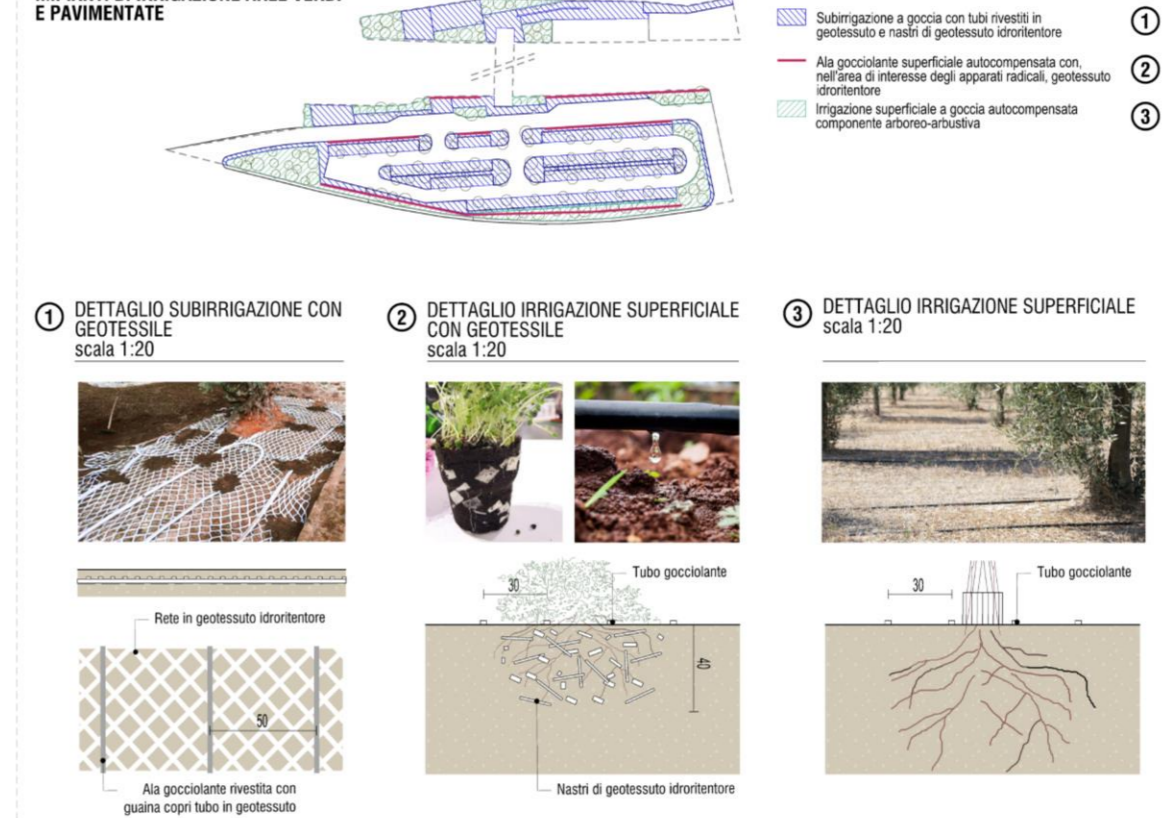 E PAVIMENTATE
Subirrigazione a goccia con tubi rivestiti in
geotessuto e nastri di geotessuto idroritentore
1
Ala gocciolante superficiale autocompensata con,
nell'area di interesse degli apparati radicali, geotessuto
idroritentore
2
Irrigazione superficiale a goccia autocompensata
componente arboreo-arbustiva
3
1 DETTAGLIO SUBIRRIGAZIONE CON
GEOTESSILE
scala 1:20
2 DETTAGLIO IRRIGAZIONE SUPERFICIALE
CON GEOTESSILE
scala 1:20
3 DETTAGLIO IRRIGAZIONE SUPERFICIALE
scala 1:20
Rete in geotessuto idroritentore
50
Ala gocciolante rivestita con
guaina copri tubo in geotessuto
30
Tubo gocciolante
40
Nastri di geotessuto idroritentore
30
Tubo gocciolante